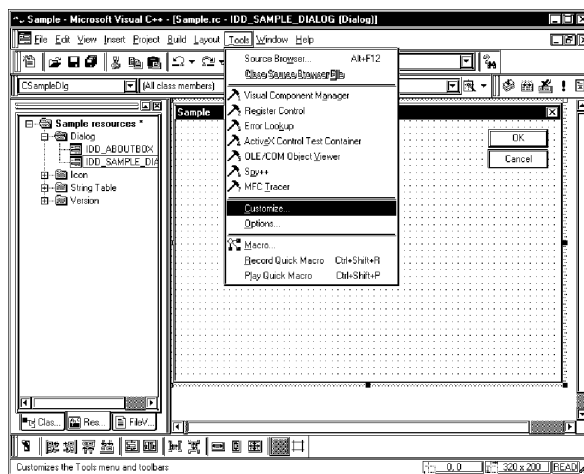 Sample - Microsoft Visual C++ - [Sample.rc - IDD_SAMPLE_DIALOG (Dialog)]
File Edit View Insert Project Build Layout Tools Window Help
Source Browser... Alt+F12
Close Source Browser File
CSampleDlg (All class members)
Visual Component Manager
Register Control
Error Lookup
ActiveX Control Test Container
OLE/COM Object Viewer
Spy++
MFC Tracer
Customize...
Options...
Macro...
Record Quick Macro Ctrl+Shift+R
Play Quick Macro Ctrl+Shift+P
Sample resources *
Dialog
IDD_ABOUTBOX
IDD_SAMPLE_DIA
Icon
String Table
Version
Sample
OK
Cancel
Clas... Res... FileV...
Customizes the Tools menu and toolbars
0, 0 320 x 200 READ